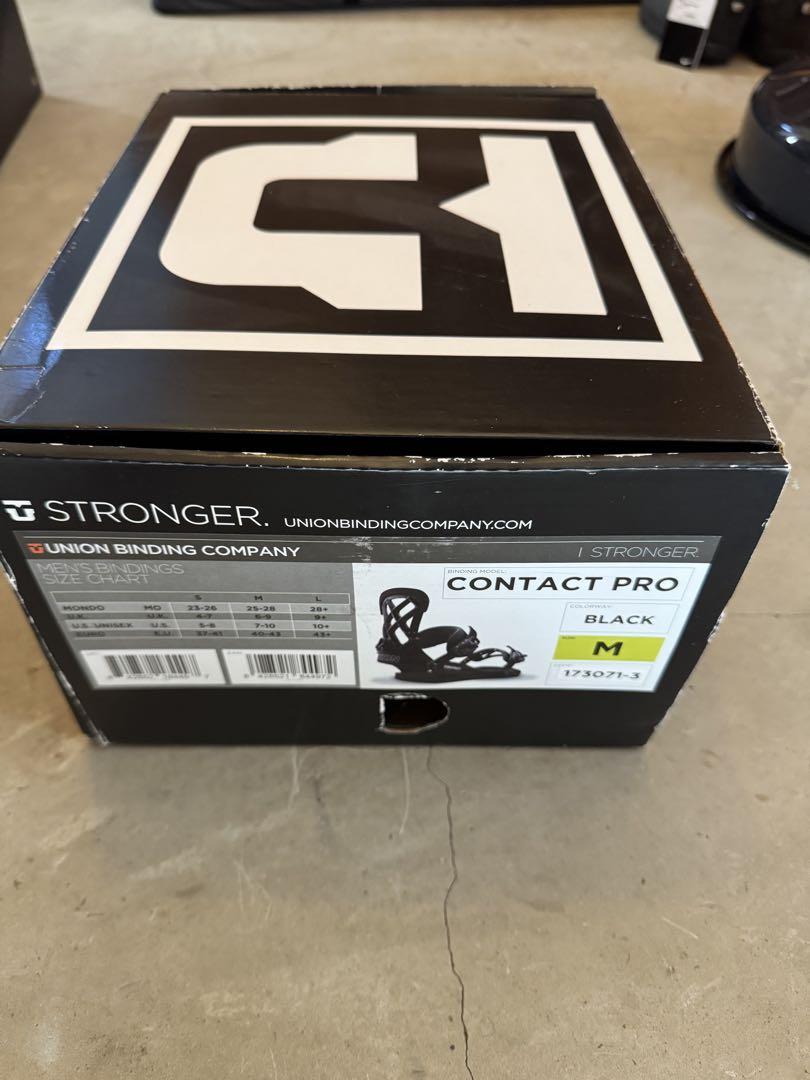 STRONGER. UNIONBINDINGCOMPANY.COM
UNION BINDING COMPANY I STRONGER.
MEN'S BINDINGS
SIZE CHART
S M L
MONDO MO 23-26 25-28 28+
U.K. U.K. 4-7 6-9 9+
U.S. UNISEX U.S. 5-8 7-10 10+
EURO E.U. 37-41 40-43 43+
BINDING MODEL:
CONTACT PRO
COLORWAY:
BLACK
SIZE:
M
173071-3